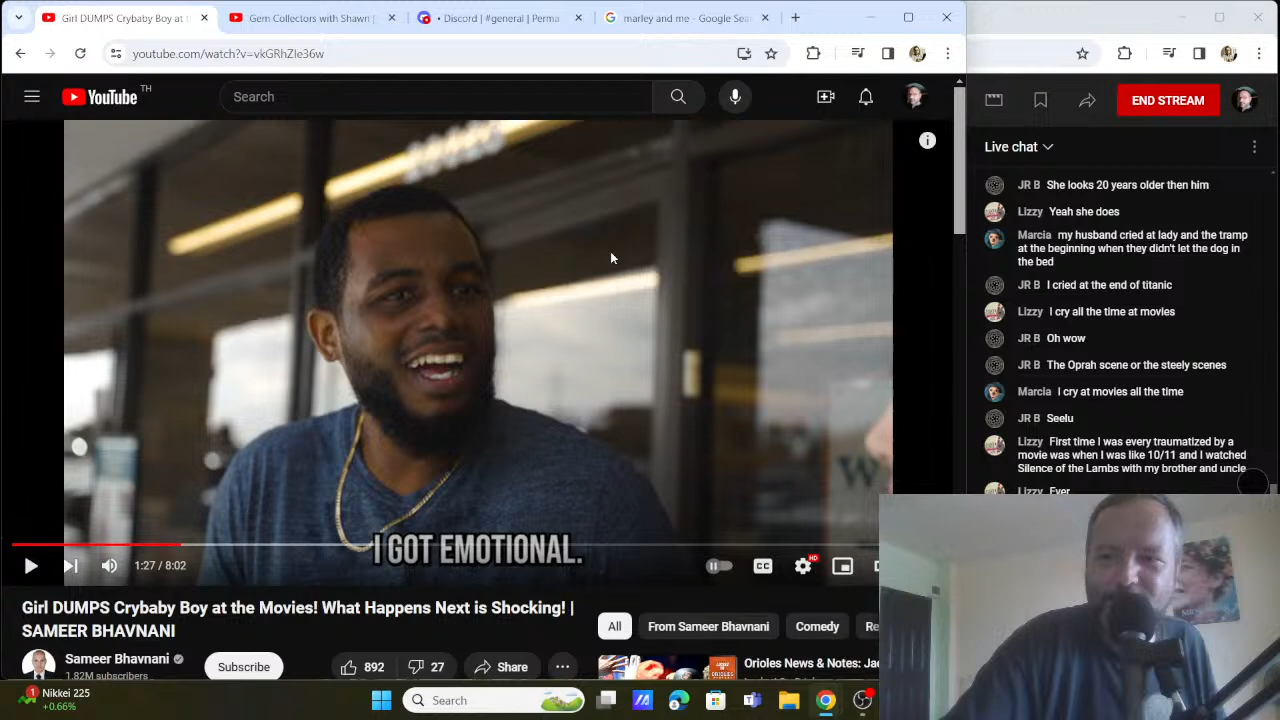 Girl DUMPS Crybaby Boy at t
Gem Collectors with Shawn
• Discord | #general | Perma
marley and me - Google Sea
youtube.com/watch?v=vkGRhZIe36w
YouTube TH
Search
END STREAM
Live chat
JR B She looks 20 years older then him
Lizzy Yeah she does
Marcia my husband cried at lady and the tramp
at the beginning when they didn't let the dog in
the bed
JR B I cried at the end of titanic
Lizzy I cry all the time at movies
JR B Oh wow
JR B The Oprah scene or the steely scenes
Marcia i cry at movies all the time
JR B Seelu
Lizzy First time I was every traumatized by a
movie was when I was like 10/11 and I watched
Silence of the Lambs with my brother and uncle
Lizzy Ever
I GOT EMOTIONAL.
1:27 / 8:02
CC
HD
Girl DUMPS Crybaby Boy at the Movies! What Happens Next is Shocking! |
SAMEER BHAVNANI
All
From Sameer Bhavnani
Comedy
Re
Sameer Bhavnani
1.82M subscribers
Subscribe
892
27
Share
Orioles News & Notes: Ja
1
Nikkei 225
+0.66%
Search